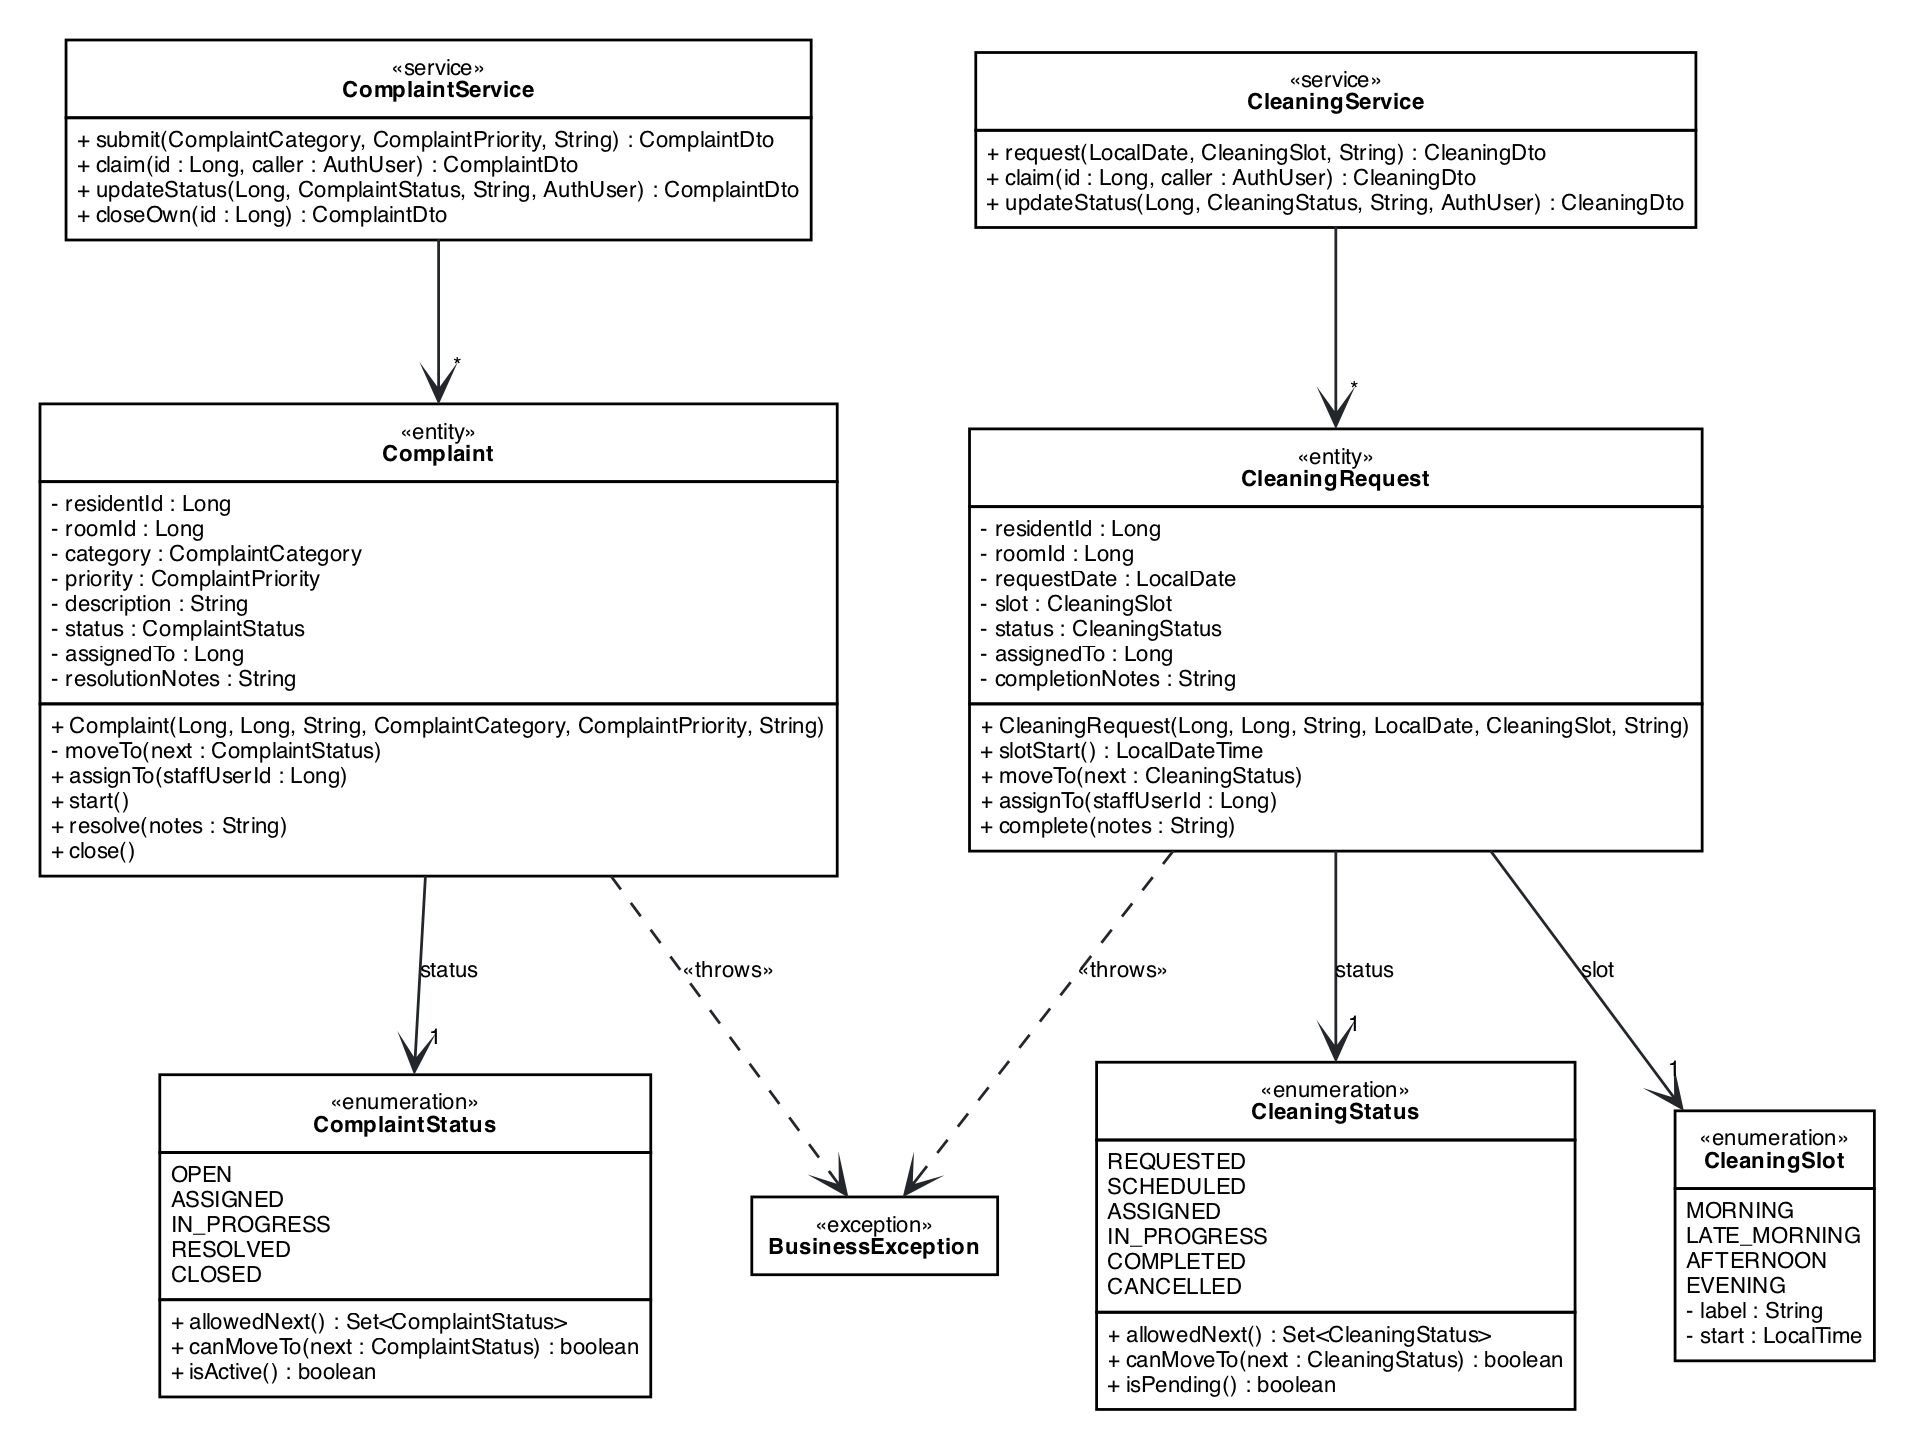 «service»
ComplaintService
+ submit(ComplaintCategory, ComplaintPriority, String) : ComplaintDto
+ claim(id : Long, caller : AuthUser) : ComplaintDto
+ updateStatus(Long, ComplaintStatus, String, AuthUser) : ComplaintDto
+ closeOwn(id : Long) : ComplaintDto
«service»
CleaningService
+ request(LocalDate, CleaningSlot, String) : CleaningDto
+ claim(id : Long, caller : AuthUser) : CleaningDto
+ updateStatus(Long, CleaningStatus, String, AuthUser) : CleaningDto
*
*
«entity»
Complaint
- residentId : Long
- roomId : Long
- category : ComplaintCategory
- priority : ComplaintPriority
- description : String
- status : ComplaintStatus
- assignedTo : Long
- resolutionNotes : String
+ Complaint(Long, Long, String, ComplaintCategory, ComplaintPriority, String)
- moveTo(next : ComplaintStatus)
+ assignTo(staffUserId : Long)
+ start()
+ resolve(notes : String)
+ close()
«entity»
CleaningRequest
- residentId : Long
- roomId : Long
- requestDate : LocalDate
- slot : CleaningSlot
- status : CleaningStatus
- assignedTo : Long
- completionNotes : String
+ CleaningRequest(Long, Long, String, LocalDate, CleaningSlot, String)
+ slotStart() : LocalDateTime
+ moveTo(next : CleaningStatus)
+ assignTo(staffUserId : Long)
+ complete(notes : String)
status
«throws»
«throws»
status
slot
1
1
1
«enumeration»
ComplaintStatus
OPEN
ASSIGNED
IN_PROGRESS
RESOLVED
CLOSED
+ allowedNext() : Set<ComplaintStatus>
+ canMoveTo(next : ComplaintStatus) : boolean
+ isActive() : boolean
«exception»
BusinessException
«enumeration»
CleaningStatus
REQUESTED
SCHEDULED
ASSIGNED
IN_PROGRESS
COMPLETED
CANCELLED
+ allowedNext() : Set<CleaningStatus>
+ canMoveTo(next : CleaningStatus) : boolean
+ isPending() : boolean
«enumeration»
CleaningSlot
MORNING
LATE_MORNING
AFTERNOON
EVENING
- label : String
- start : LocalTime